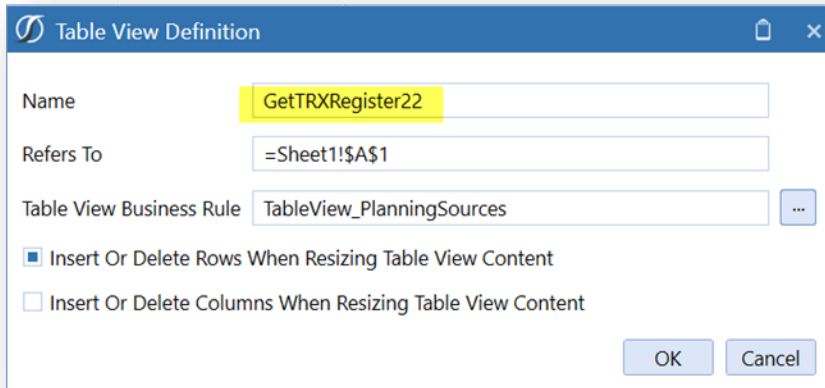 Table View Definition
Name GetTRXRegister22
Refers To =Sheet1!$A$1
Table View Business Rule TableView_PlanningSources ...
Insert Or Delete Rows When Resizing Table View Content
Insert Or Delete Columns When Resizing Table View Content
OK Cancel